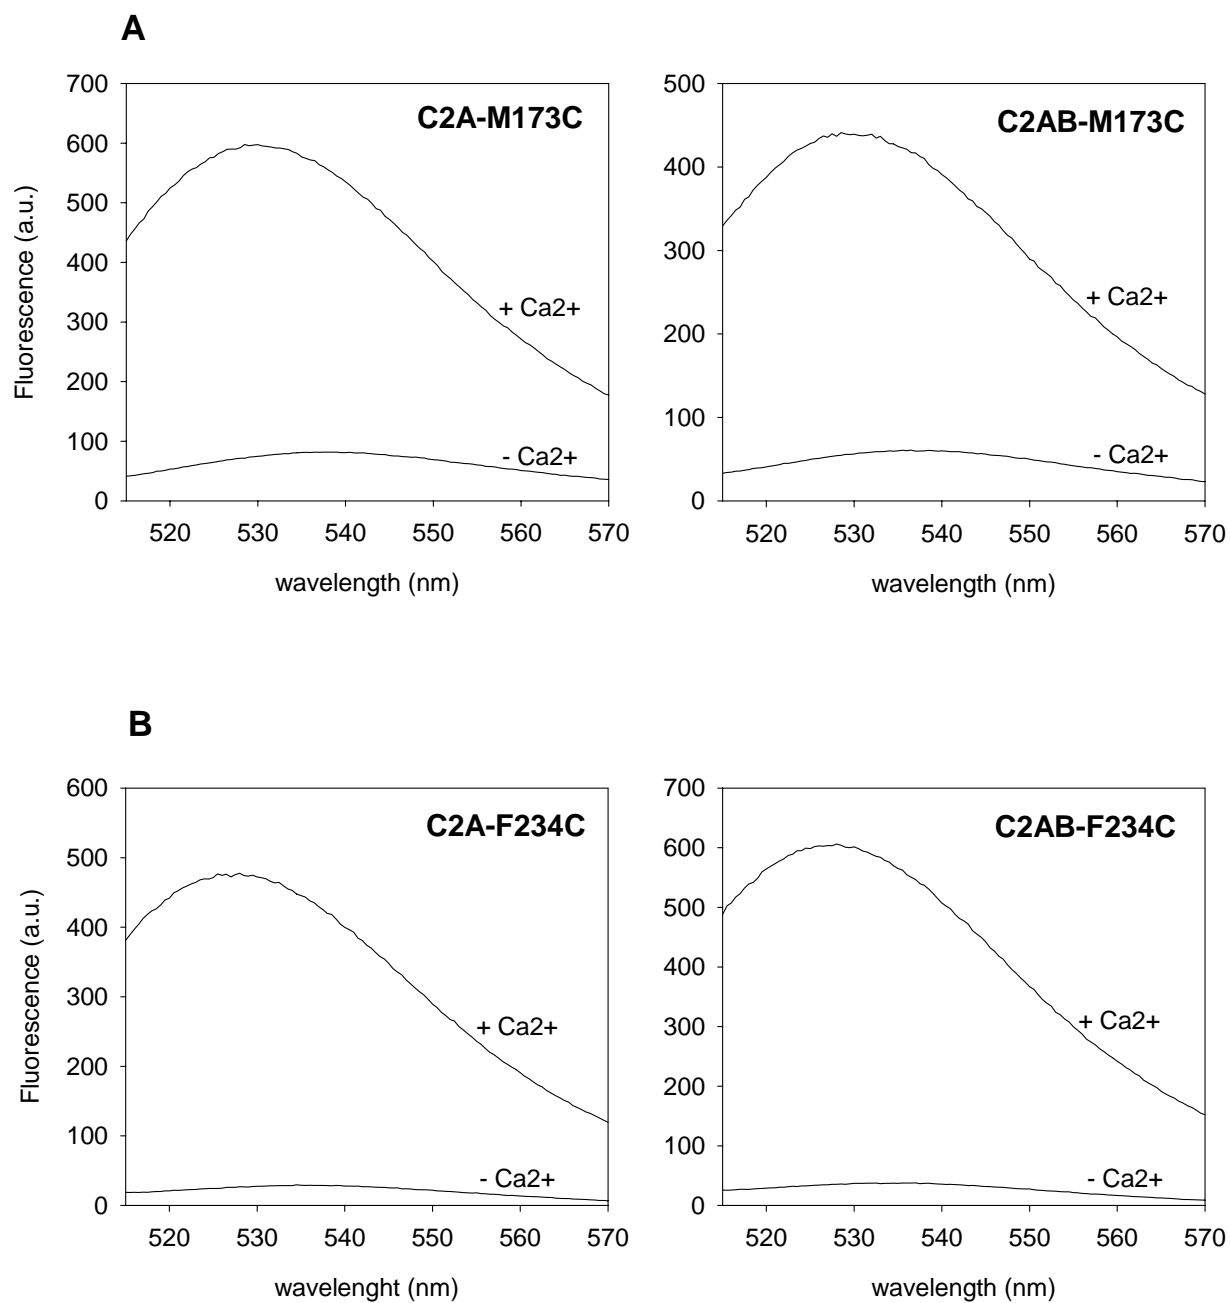 A
C2A-M173C
700
600
500
400
300
200
100
0
Fluorescence (a.u.)
+ Ca2+
- Ca2+
520 530 540 550 560 570
wavelength (nm)
C2AB-M173C
500
400
300
200
100
0
+ Ca2+
- Ca2+
520 530 540 550 560 570
wavelength (nm)
B
C2A-F234C
600
500
400
300
200
100
0
Fluorescence (a.u.)
+ Ca2+
- Ca2+
520 530 540 550 560 570
wavelenght (nm)
C2AB-F234C
700
600
500
400
300
200
100
0
+ Ca2+
- Ca2+
520 530 540 550 560 570
wavelength (nm)